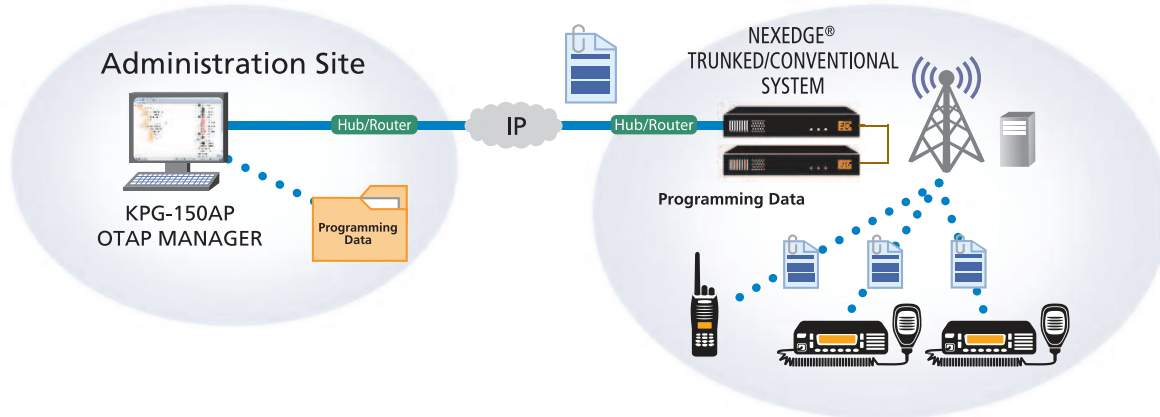 Administration Site
KPG-150AP
OTAP MANAGER
Programming
Data
Hub/Router
IP
Hub/Router
NEXEDGE®
TRUNKED/CONVENTIONAL
SYSTEM
Programming Data